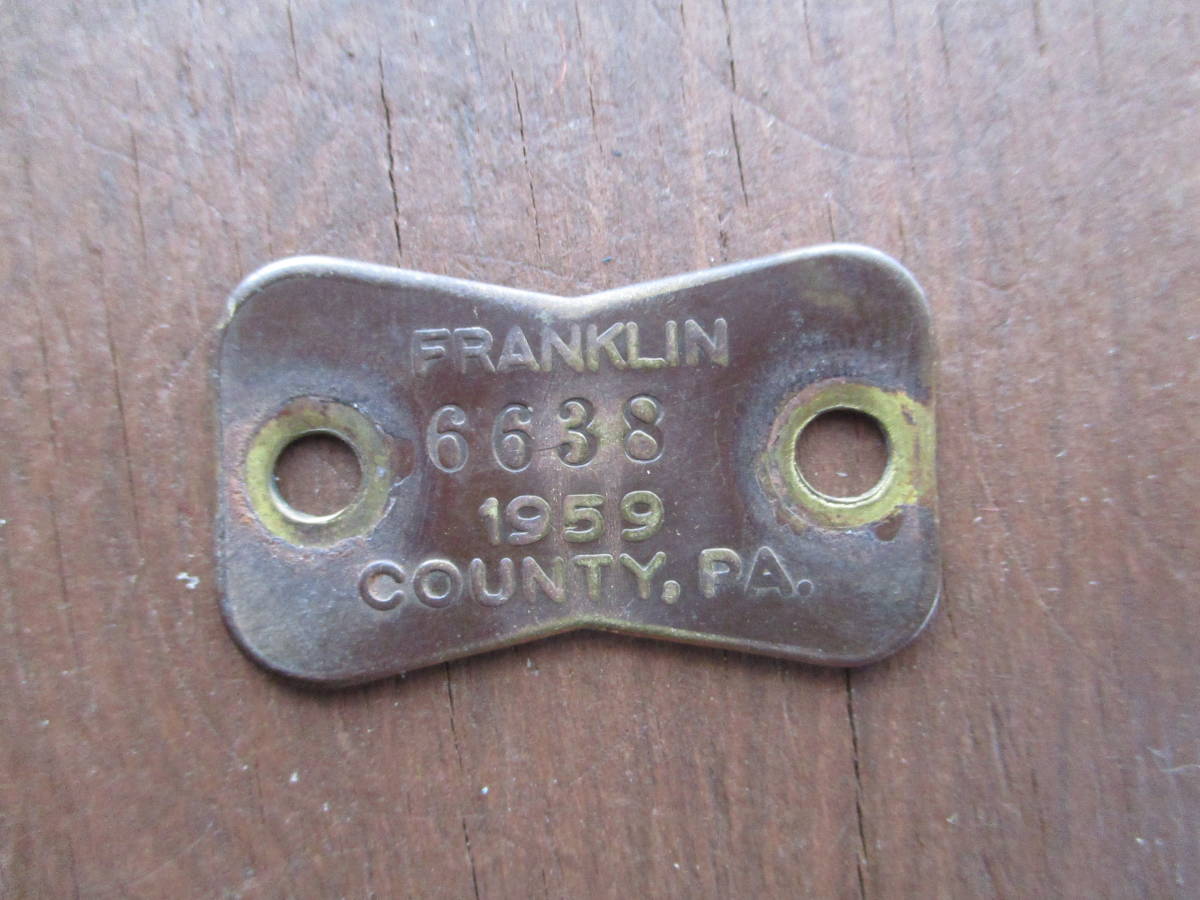 FRANKLIN
6638
1959
COUNTY, PA.